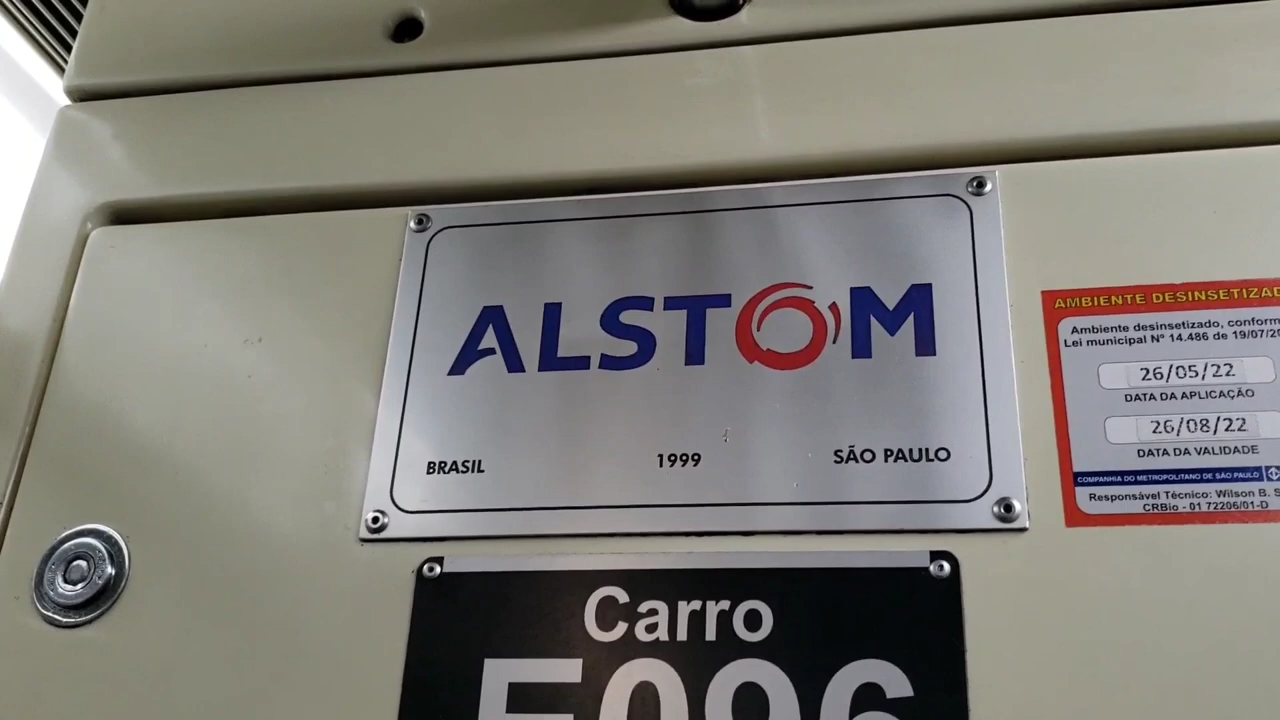 ALSTOM
BRASIL 1999 SÃO PAULO
AMBIENTE DESINSETIZAD
Ambiente desinsetizado, conform
Lei municipal Nº 14.486 de 19/07/20
26/05/22
DATA DA APLICAÇÃO
26/08/22
DATA DA VALIDADE
COMPANHIA DO METROPOLITANO DE SÃO PAULO
Responsável Técnico: Wilson B. S
CRBio - 01 72206/01-D
Carro